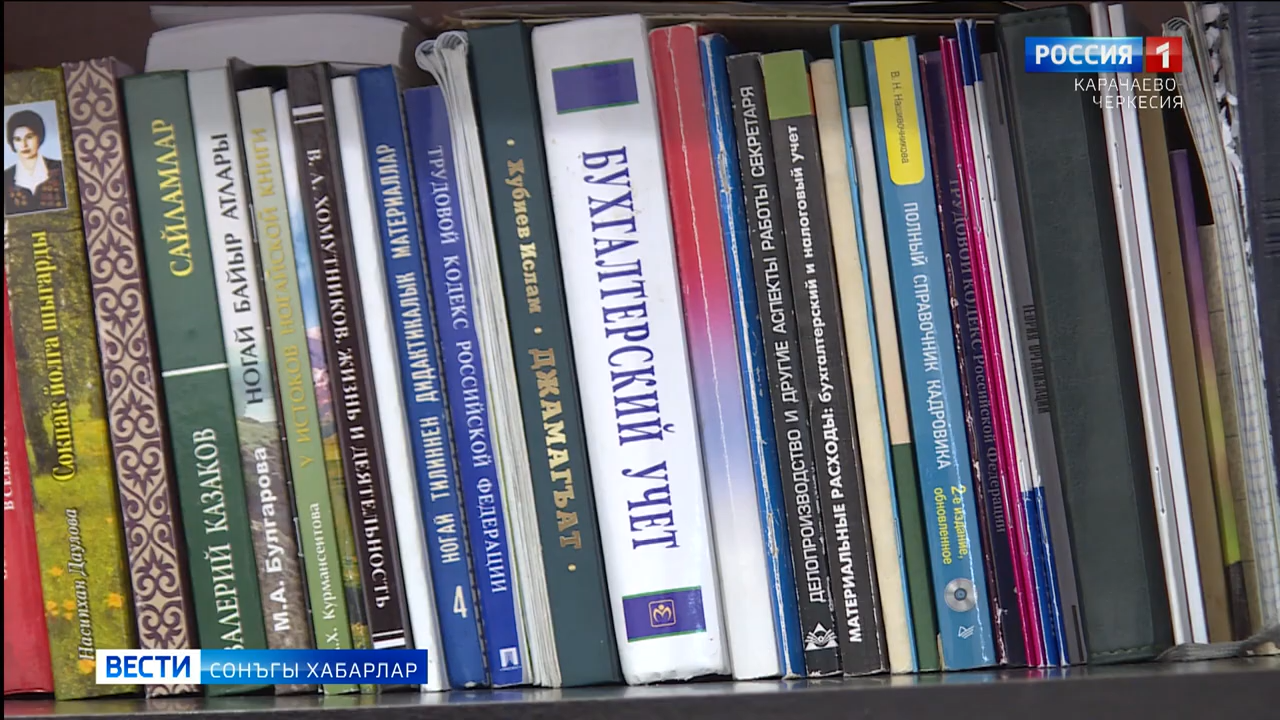 РОССИЯ 1
КАРАЧАЕВО-
ЧЕРКЕСИЯ
Насипхан Даулова
Сокпак йолга шыгарды
ВАЛЕРИЙ КАЗАКОВ
САЙЛАМЛАР
М.А. Булгарова
НОГАЙ БАЙЫР АТЛАРЫ
Х. Курмансеитова
У ИСТОКОВ НОГАЙСКОЙ КНИГИ
В. А. ХОМУТНИКОВ. ЖИЗНЬ И ДЕЯТЕЛЬНОСТЬ
4 НОГАЙ ТИЛИННЕН ДИДАКТИКАЛЫК МАТЕРИАЛЛАР
ТРУДОВОЙ КОДЕКС РОССИЙСКОЙ ФЕДЕРАЦИИ
· Хубиев Ислам · ДЖАМАГЪАТ ·
БУХГАЛТЕРСКИЙ УЧЕТ
ДЕЛОПРОИЗВОДСТВО И ДРУГИЕ АСПЕКТЫ РАБОТЫ СЕКРЕТАРЯ
МАТЕРИАЛЬНЫЕ РАСХОДЫ: бухгалтерский и налоговый учет
В. Н. Нашивочникова
ПОЛНЫЙ СПРАВОЧНИК КАДРОВИКА
2-е издание,
обновленное
ТРУДОВОЙ КОДЕКС Российской Федерации
ВЕСТИ СОНЪГЫ ХАБАРЛАР